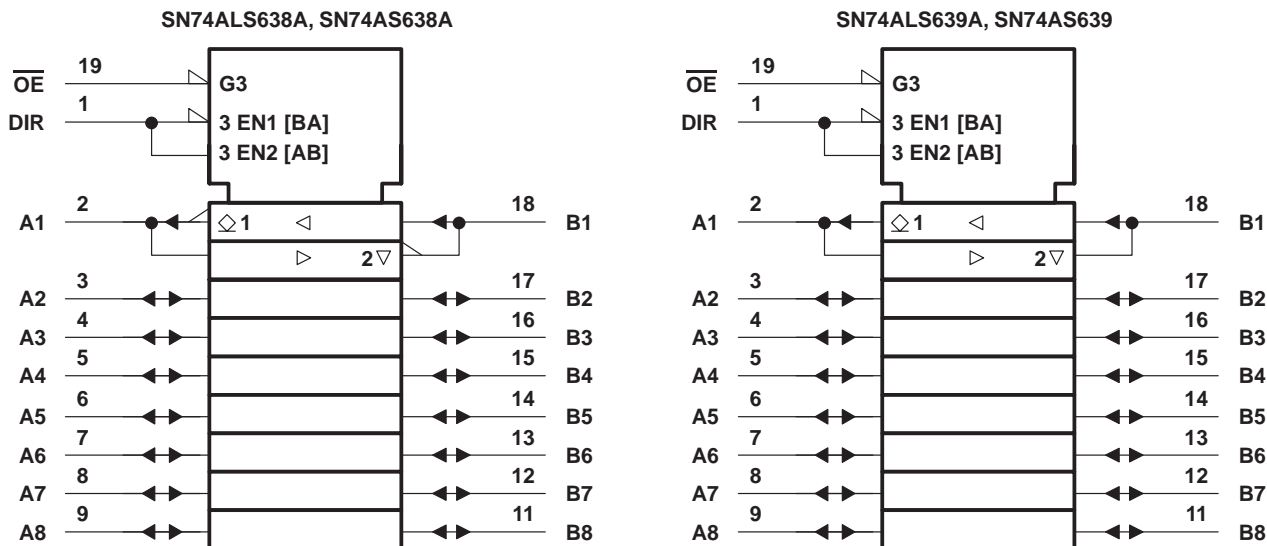 SN74ALS638A, SN74AS638A
OE 19 G3
DIR 1 3 EN1 [BA]
3 EN2 [AB]
A1 2 1 18 B1
2
A2 3 17 B2
A3 4 16 B3
A4 5 15 B4
A5 6 14 B5
A6 7 13 B6
A7 8 12 B7
A8 9 11 B8
SN74ALS639A, SN74AS639
OE 19 G3
DIR 1 3 EN1 [BA]
3 EN2 [AB]
A1 2 1 18 B1
2
A2 3 17 B2
A3 4 16 B3
A4 5 15 B4
A5 6 14 B5
A6 7 13 B6
A7 8 12 B7
A8 9 11 B8